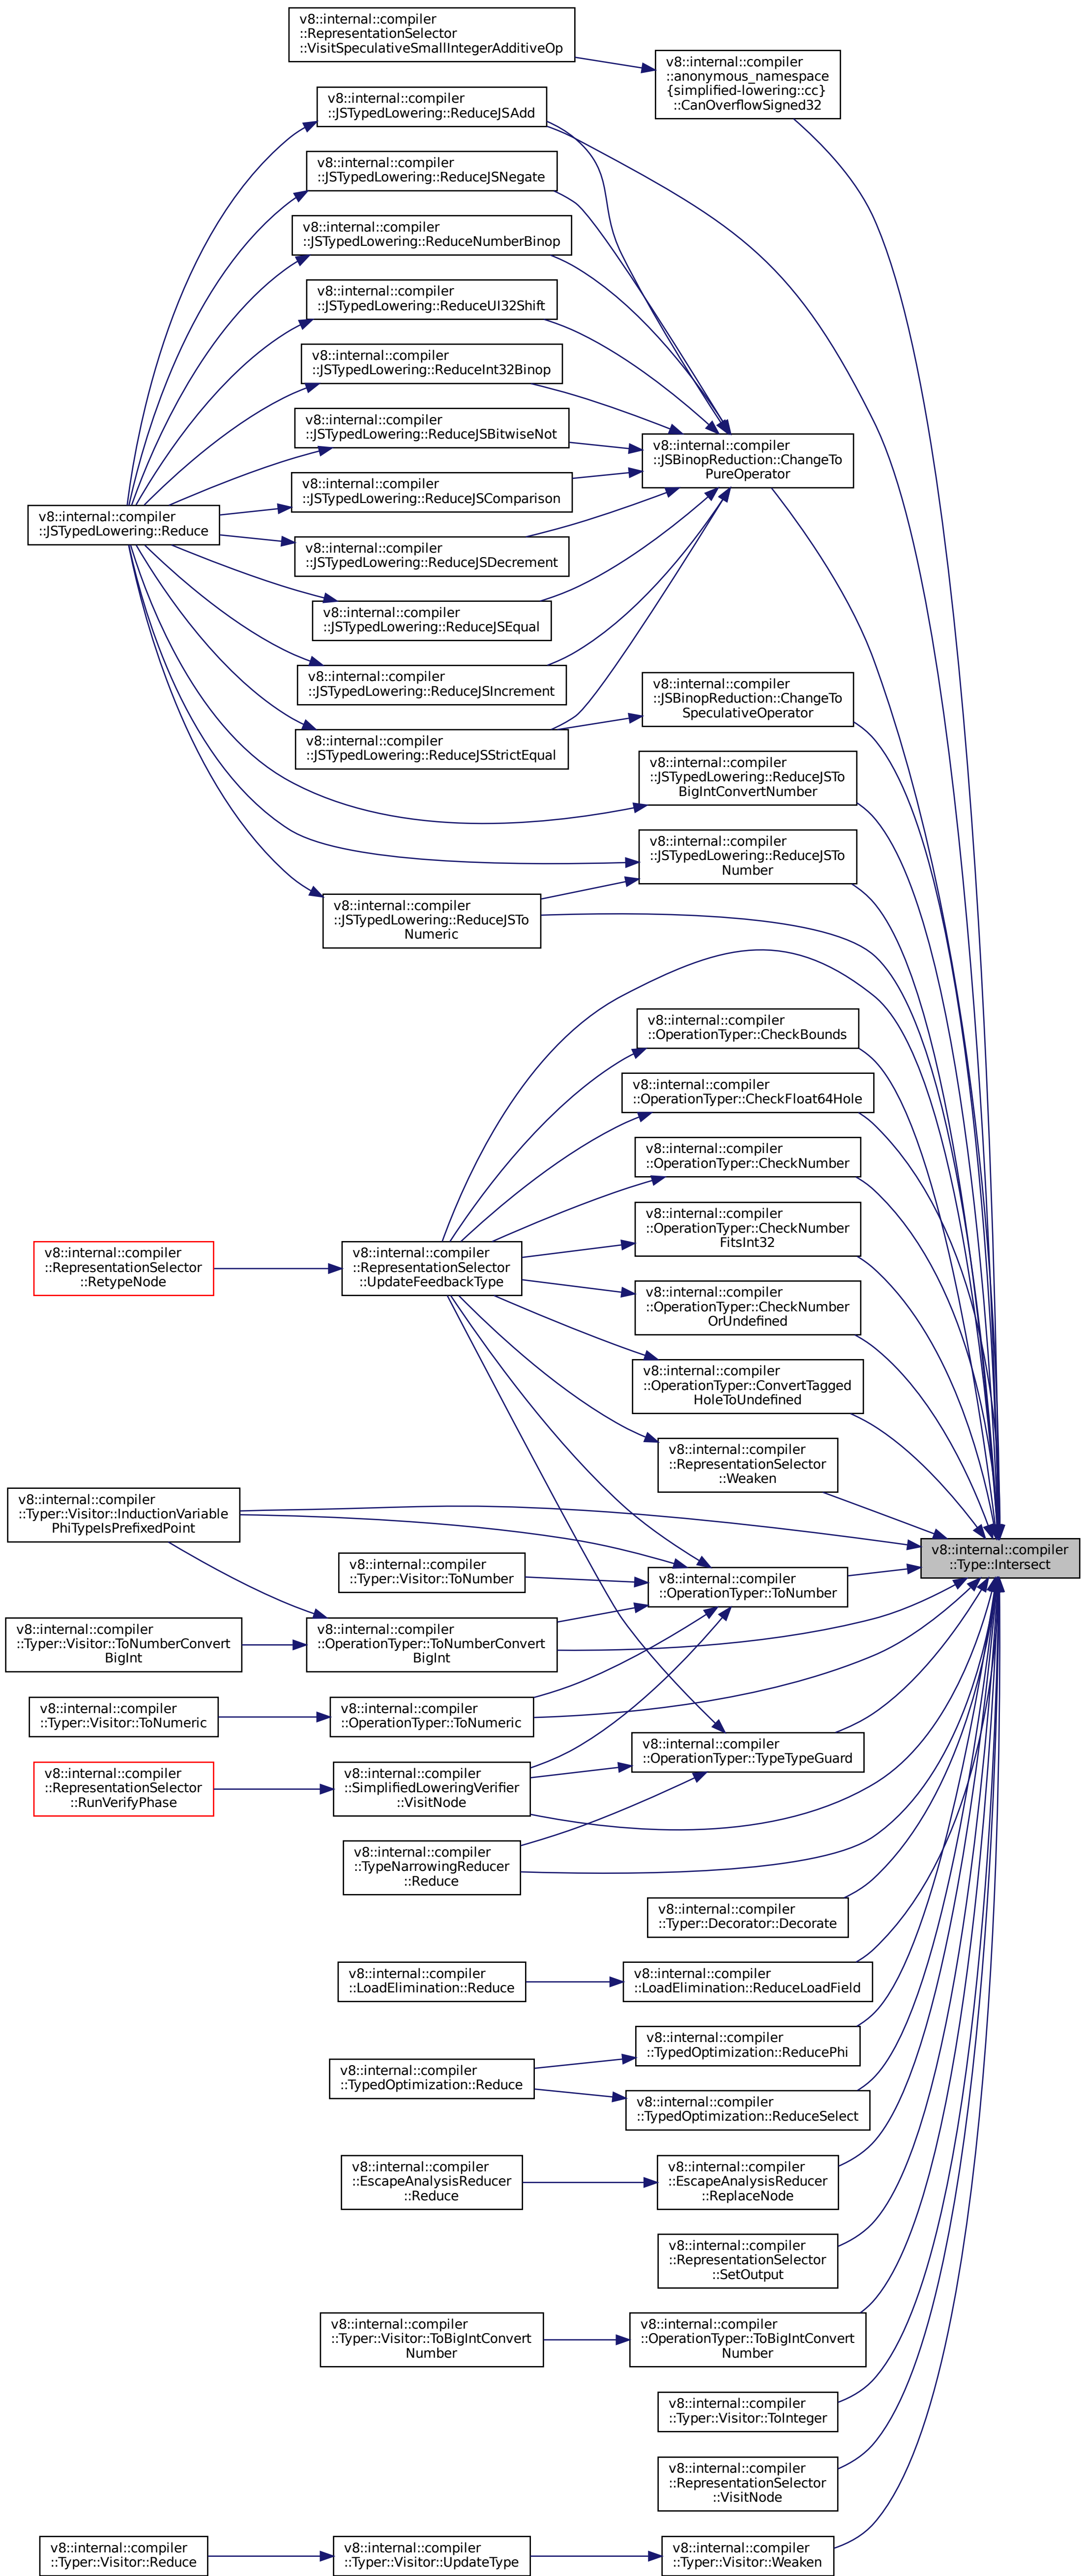 v8::internal::compiler
::RepresentationSelector
::VisitSpeculativeSmallIntegerAdditiveOp
v8::internal::compiler
::anonymous_namespace
{simplified-lowering::cc}
::CanOverflowSigned32
v8::internal::compiler
::JSTypedLowering::ReduceJSAdd
v8::internal::compiler
::JSTypedLowering::ReduceJSNegate
v8::internal::compiler
::JSTypedLowering::ReduceNumberBinop
v8::internal::compiler
::JSTypedLowering::ReduceUI32Shift
v8::internal::compiler
::JSTypedLowering::ReduceInt32Binop
v8::internal::compiler
::JSTypedLowering::ReduceJSBitwiseNot
v8::internal::compiler
::JSBinopReduction::ChangeTo
PureOperator
v8::internal::compiler
::JSTypedLowering::ReduceJSComparison
v8::internal::compiler
::JSTypedLowering::Reduce
v8::internal::compiler
::JSTypedLowering::ReduceJSDecrement
v8::internal::compiler
::JSTypedLowering::ReduceJSEqual
v8::internal::compiler
::JSTypedLowering::ReduceJSIncrement
v8::internal::compiler
::JSBinopReduction::ChangeTo
SpeculativeOperator
v8::internal::compiler
::JSTypedLowering::ReduceJSStrictEqual
v8::internal::compiler
::JSTypedLowering::ReduceJSTo
BigIntConvertNumber
v8::internal::compiler
::JSTypedLowering::ReduceJSTo
Number
v8::internal::compiler
::JSTypedLowering::ReduceJSTo
Numeric
v8::internal::compiler
::OperationTyper::CheckBounds
v8::internal::compiler
::OperationTyper::CheckFloat64Hole
v8::internal::compiler
::OperationTyper::CheckNumber
v8::internal::compiler
::OperationTyper::CheckNumber
FitsInt32
v8::internal::compiler
::RepresentationSelector
::RetypeNode
v8::internal::compiler
::RepresentationSelector
::UpdateFeedbackType
v8::internal::compiler
::OperationTyper::CheckNumber
OrUndefined
v8::internal::compiler
::OperationTyper::ConvertTagged
HoleToUndefined
v8::internal::compiler
::RepresentationSelector
::Weaken
v8::internal::compiler
::Typer::Visitor::InductionVariable
PhiTypeIsPrefixedPoint
v8::internal::compiler
::Type::Intersect
v8::internal::compiler
::Typer::Visitor::ToNumber
v8::internal::compiler
::OperationTyper::ToNumber
v8::internal::compiler
::Typer::Visitor::ToNumberConvert
BigInt
v8::internal::compiler
::OperationTyper::ToNumberConvert
BigInt
v8::internal::compiler
::Typer::Visitor::ToNumeric
v8::internal::compiler
::OperationTyper::ToNumeric
v8::internal::compiler
::OperationTyper::TypeTypeGuard
v8::internal::compiler
::RepresentationSelector
::RunVerifyPhase
v8::internal::compiler
::SimplifiedLoweringVerifier
::VisitNode
v8::internal::compiler
::TypeNarrowingReducer
::Reduce
v8::internal::compiler
::Typer::Decorator::Decorate
v8::internal::compiler
::LoadElimination::Reduce
v8::internal::compiler
::LoadElimination::ReduceLoadField
v8::internal::compiler
::TypedOptimization::ReducePhi
v8::internal::compiler
::TypedOptimization::Reduce
v8::internal::compiler
::TypedOptimization::ReduceSelect
v8::internal::compiler
::EscapeAnalysisReducer
::Reduce
v8::internal::compiler
::EscapeAnalysisReducer
::ReplaceNode
v8::internal::compiler
::RepresentationSelector
::SetOutput
v8::internal::compiler
::Typer::Visitor::ToBigIntConvert
Number
v8::internal::compiler
::OperationTyper::ToBigIntConvert
Number
v8::internal::compiler
::Typer::Visitor::ToInteger
v8::internal::compiler
::RepresentationSelector
::VisitNode
v8::internal::compiler
::Typer::Visitor::Reduce
v8::internal::compiler
::Typer::Visitor::UpdateType
v8::internal::compiler
::Typer::Visitor::Weaken